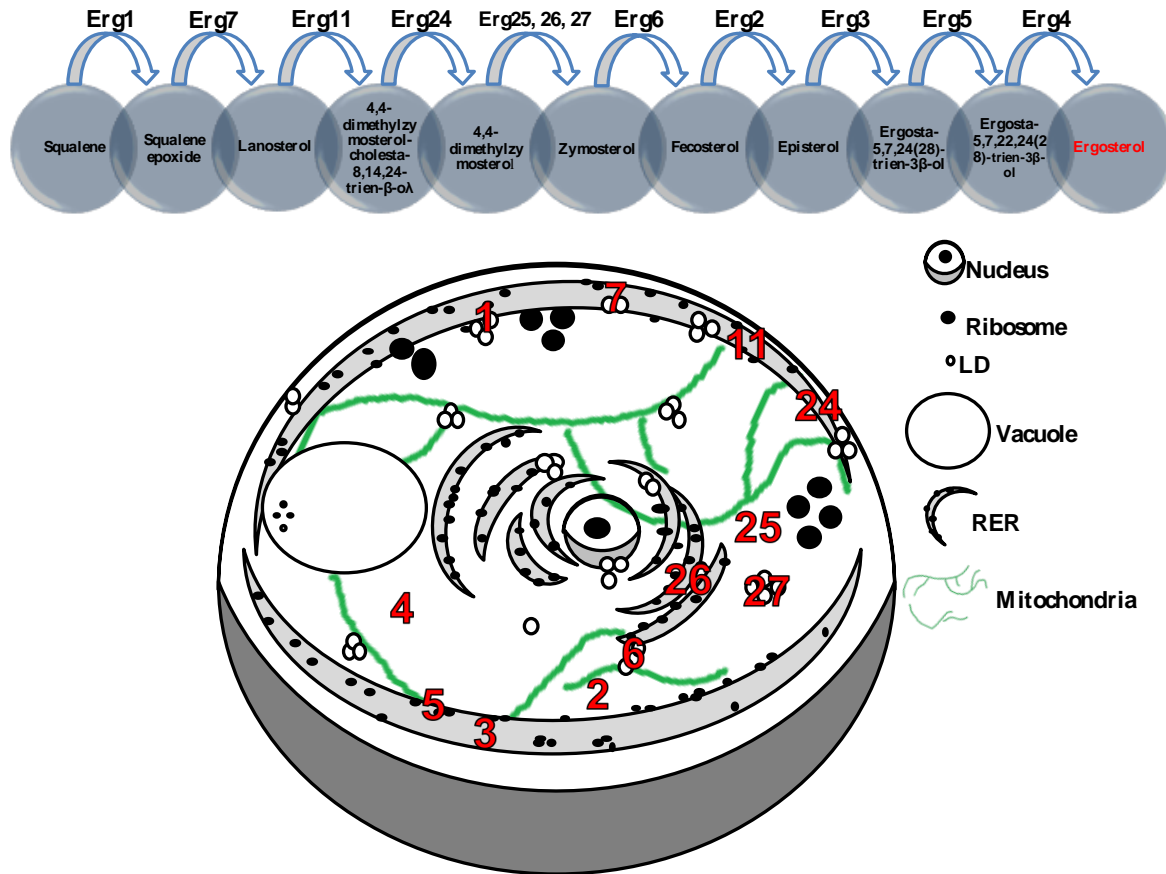 Erg1
Erg7
Erg11
Erg24
Erg25, 26, 27
Erg6
Erg2
Erg3
Erg5
Erg4
Squalene
Squalene
epoxide
Lanosterol
4,4-
dimethylzy
mosterol-
cholesta-
8,14,24-
trien-β-oλ
4,4-
dimethylzy
mosterol
Zymosterol
Fecosterol
Episterol
Ergosta-
5,7,24(28)-
trien-3β-ol
Ergosta-
5,7,22,24(2
8)-trien-3β-
ol
Ergosterol
Nucleus
Ribosome
LD
Vacuole
RER
Mitochondria
1
7
11
24
25
26
27
4
6
2
5
3